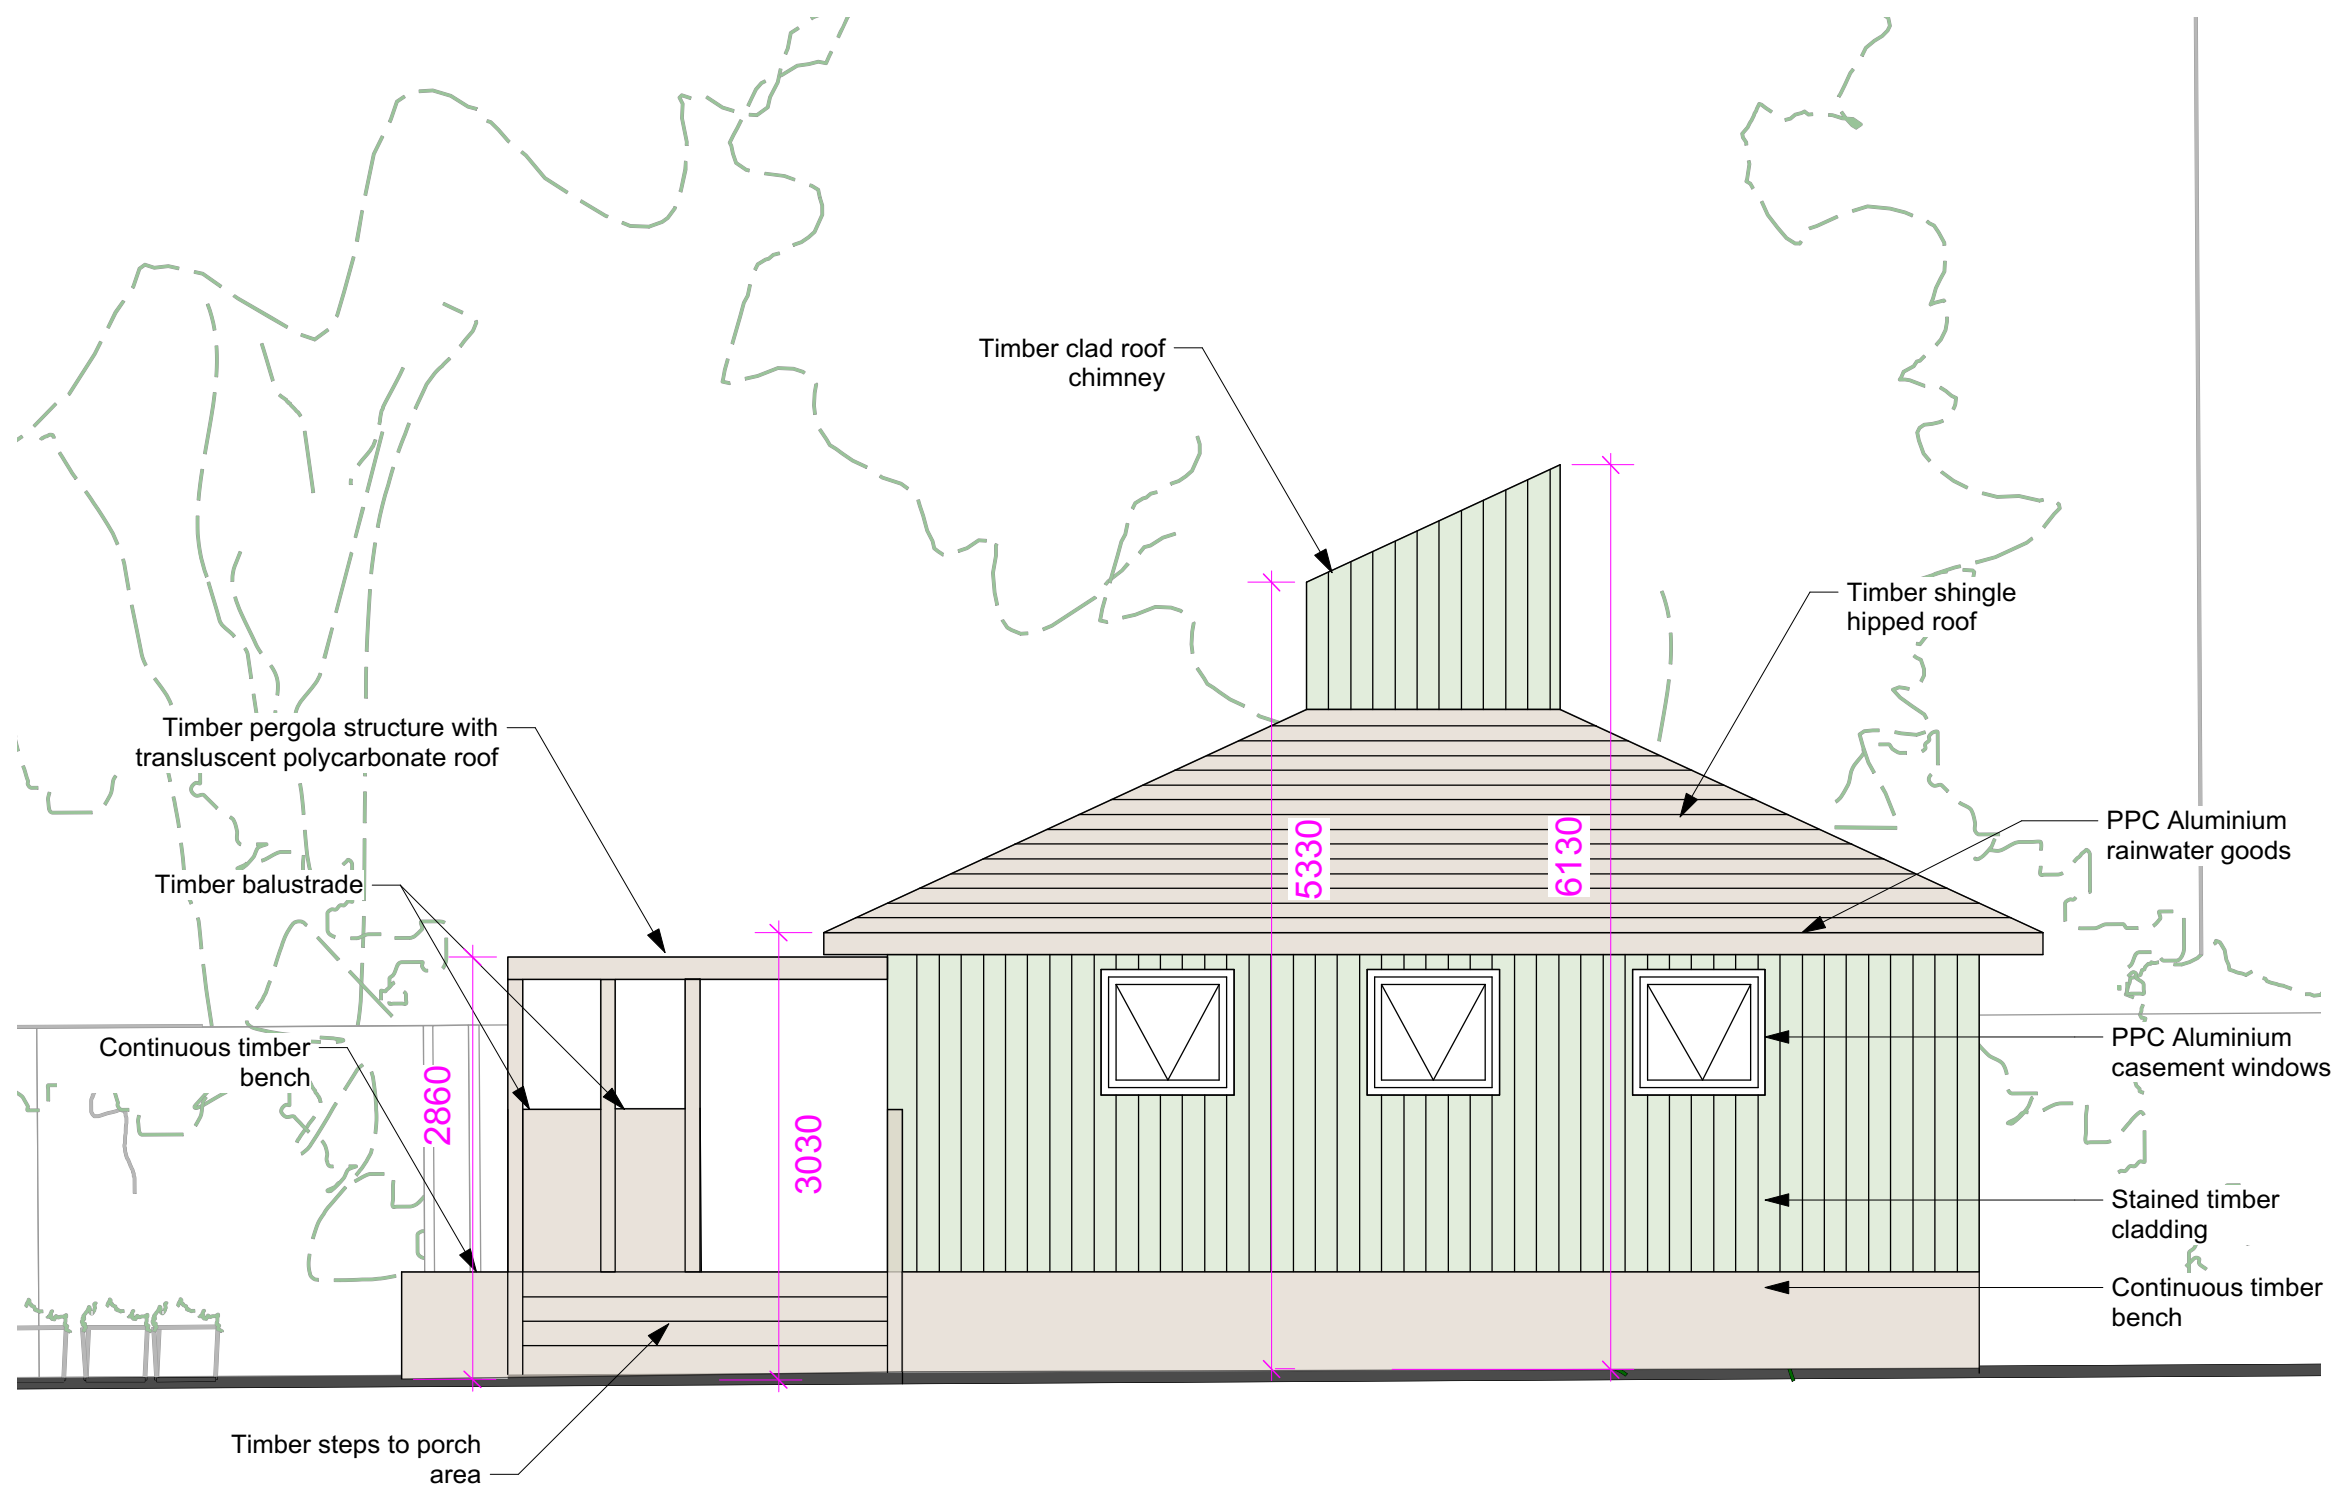 Timber clad roof
chimney
Timber shingle
hipped roof
Timber pergola structure with
transluscent polycarbonate roof
PPC Aluminium
rainwater goods
5330
6130
Timber balustrade
Continuous timber
bench
2860
3030
PPC Aluminium
casement windows
Stained timber
cladding
Continuous timber
bench
Timber steps to porch
area